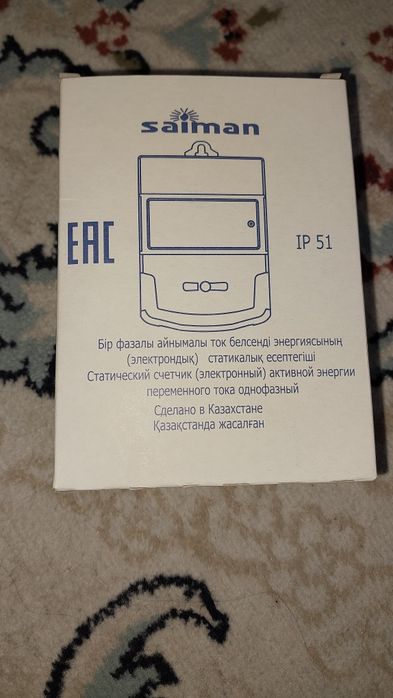 saiman
EAC
IP 51
Бір фазалы айнымалы ток белсенді энергиясының
(электрондық) статикалық есептегіші
Статический счетчик (электронный) активной энергии
переменного тока однофазный
Сделано в Казахстане
Қазақстанда жасалған